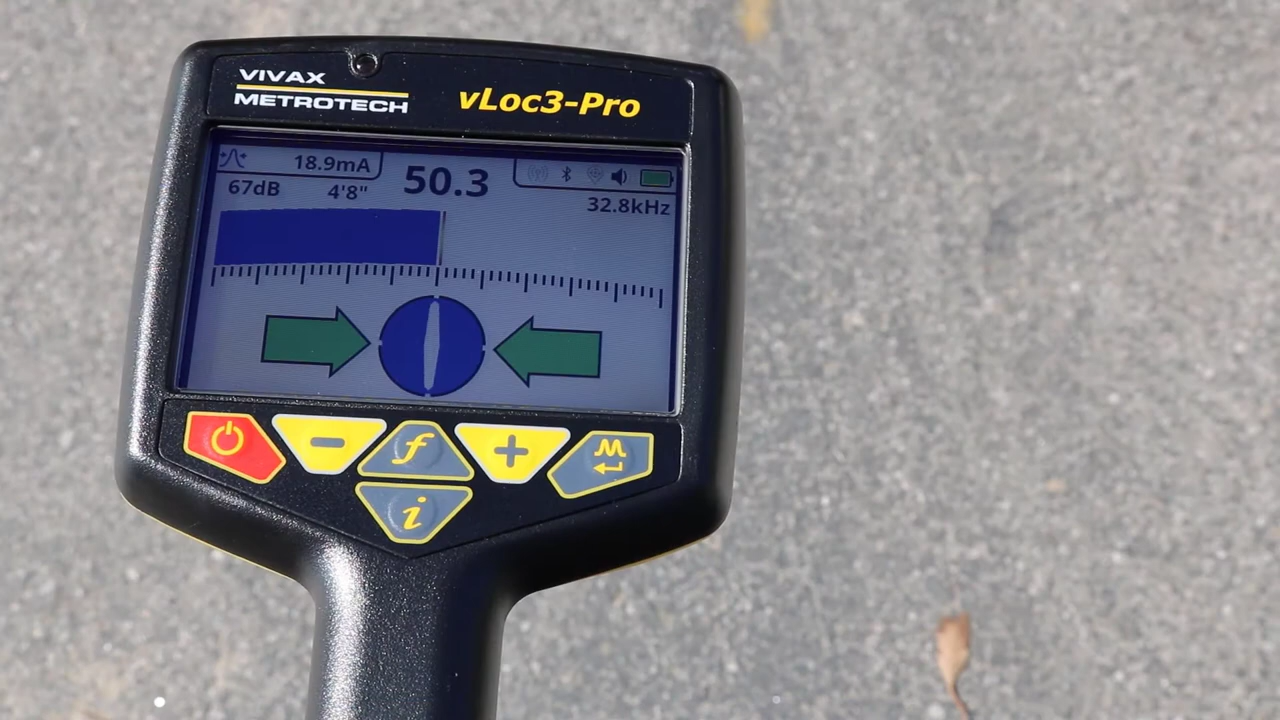 VIVAX
METROTECH
vLoc3-Pro
18.9mA
50.3
67dB
4'8"
32.8kHz
f
M
i